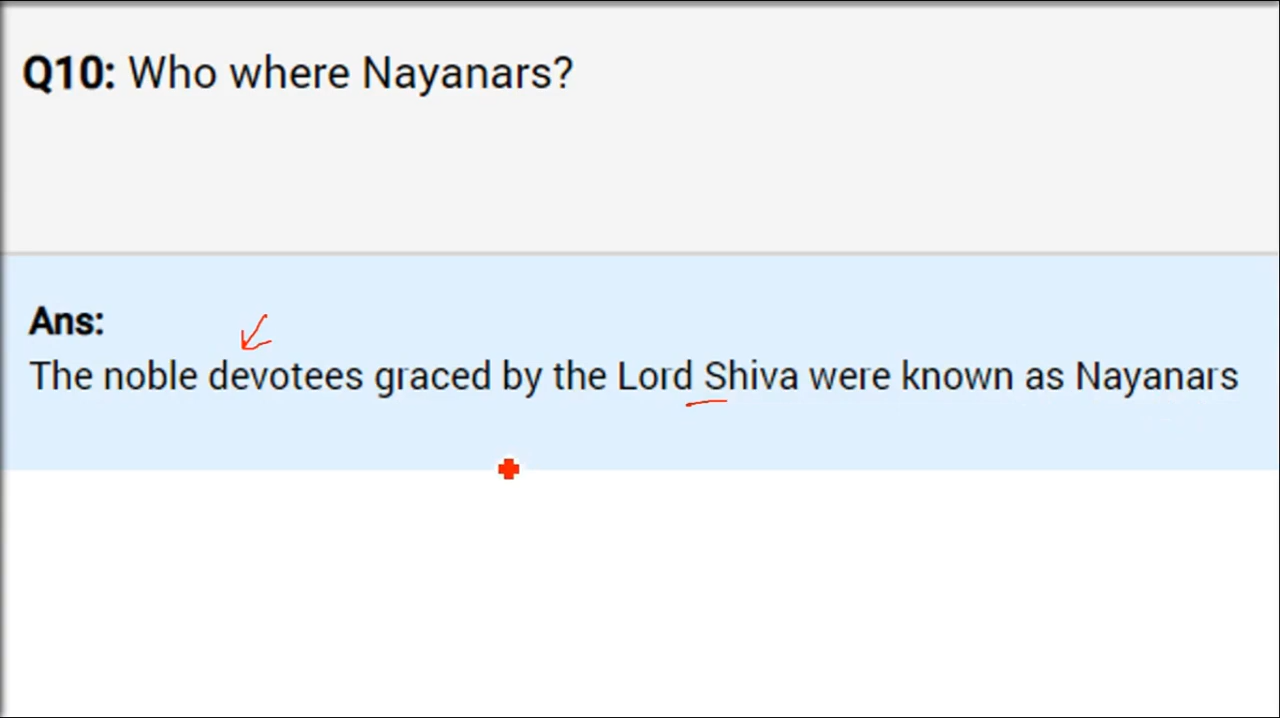 Q10: Who where Nayanars?
Ans:
The noble devotees graced by the Lord Shiva were known as Nayanars